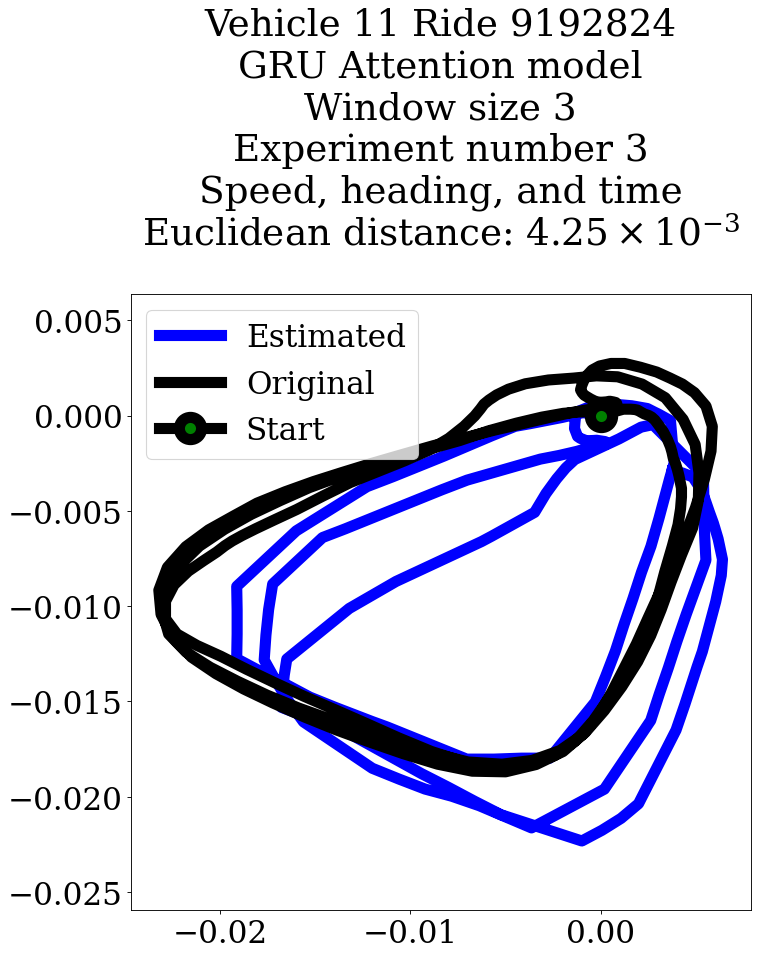 Vehicle 11 Ride 9192824
GRU Attention model
Window size 3
Experiment number 3
Speed, heading, and time
Euclidean distance: 4.25 × 10⁻³
Estimated
Original
Start
0.005
0.000
−0.005
−0.010
−0.015
−0.020
−0.025
−0.02
−0.01
0.00